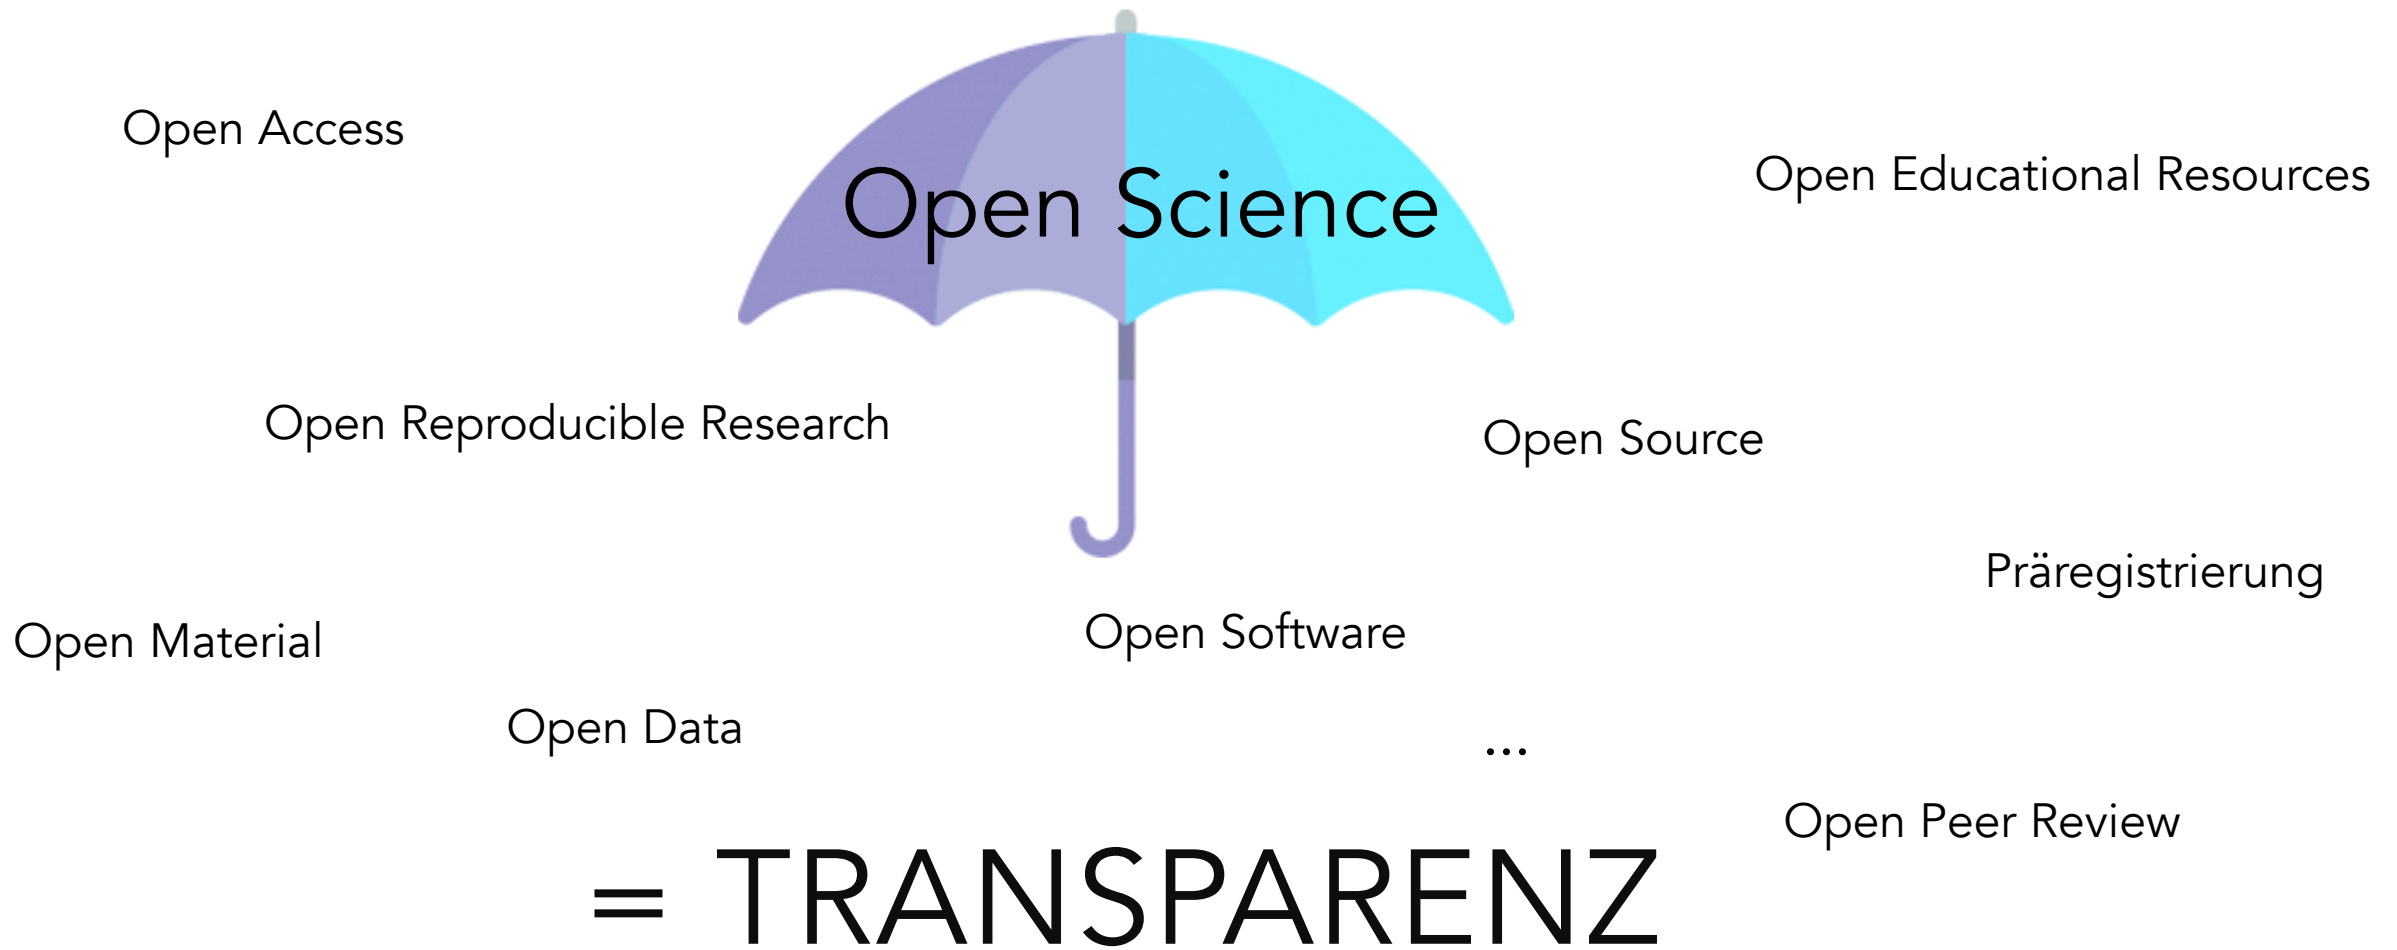 Open Access
Open Science
Open Educational Resources
Open Reproducible Research
Open Source
Präregistrierung
Open Material
Open Software
Open Data
...
Open Peer Review
= TRANSPARENZ